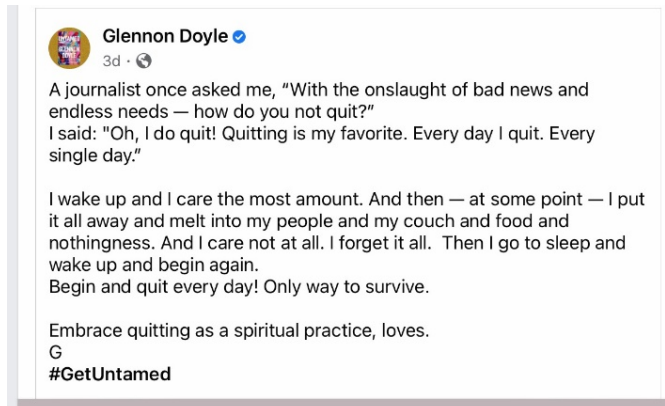 Glennon Doyle
3d ·
A journalist once asked me, “With the onslaught of bad news and
endless needs — how do you not quit?”
I said: "Oh, I do quit! Quitting is my favorite. Every day I quit. Every
single day.”
I wake up and I care the most amount. And then — at some point — I put
it all away and melt into my people and my couch and food and
nothingness. And I care not at all. I forget it all.  Then I go to sleep and
wake up and begin again.
Begin and quit every day! Only way to survive.
Embrace quitting as a spiritual practice, loves.
G
#GetUntamed